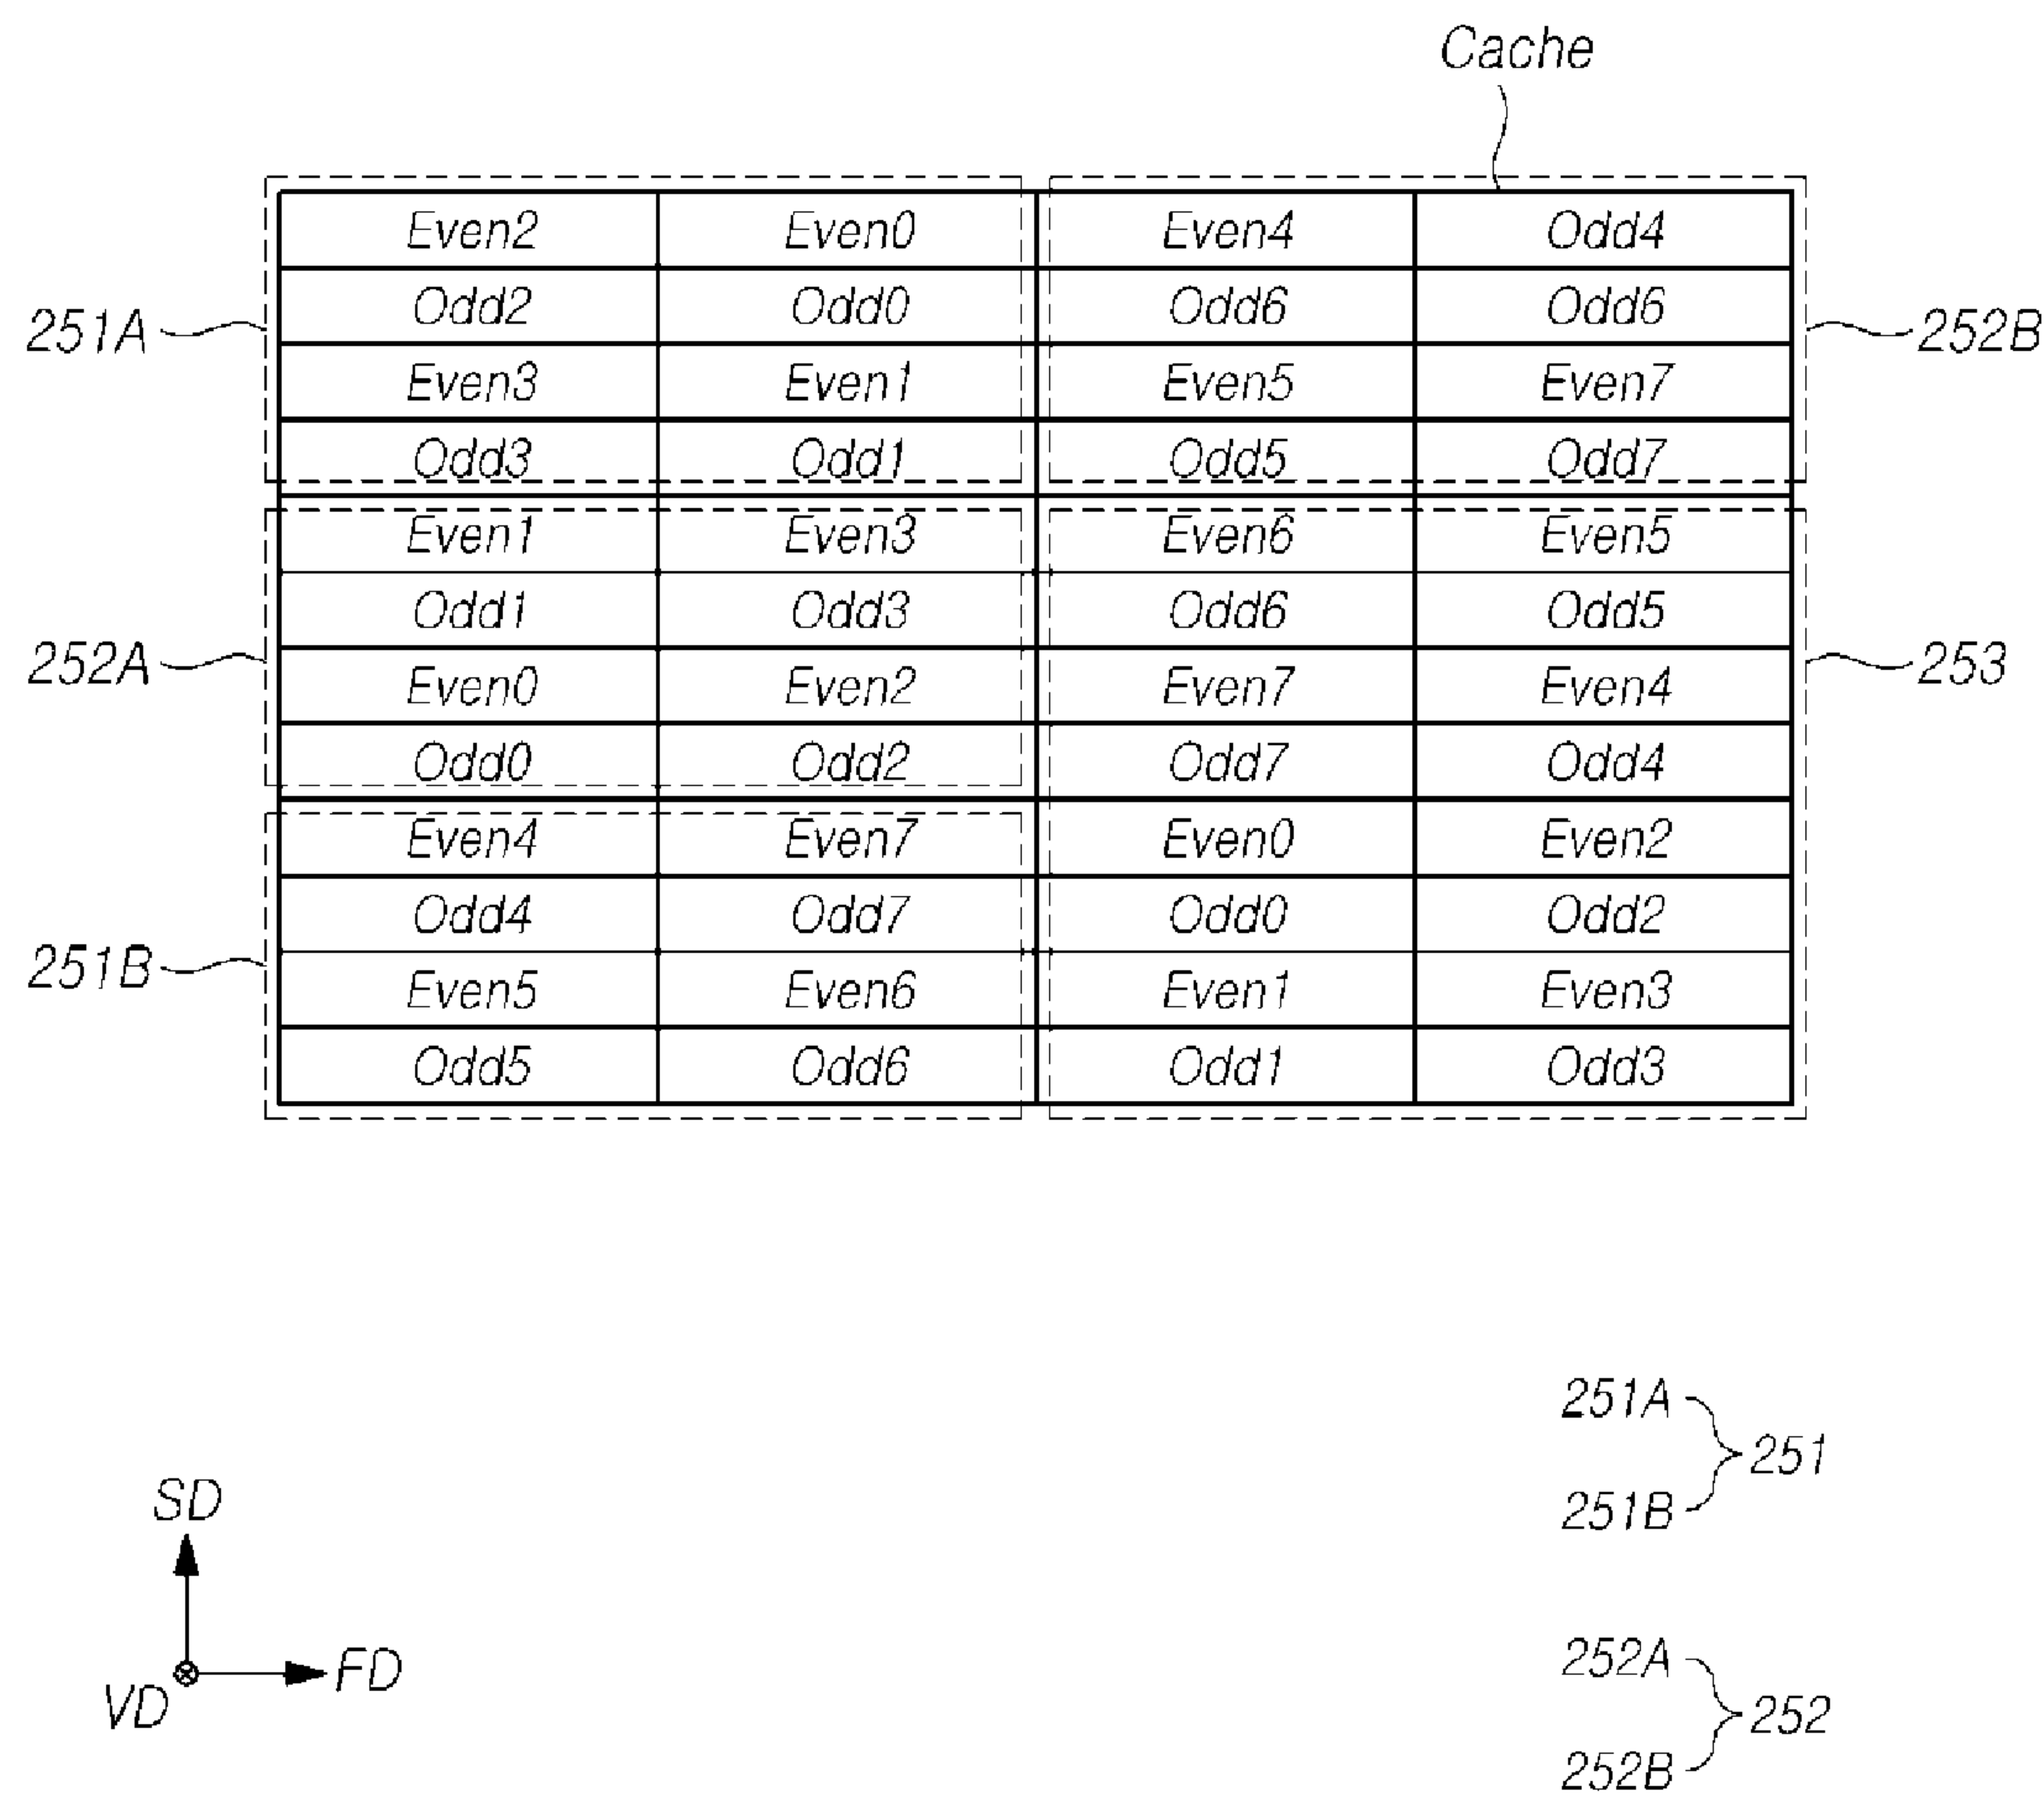 Cache
Even2 Even0 Even4 Odd4
Odd2 Odd0 Odd6 Odd6
251A 252B
Even3 Even1 Even5 Even7
Odd3 Odd1 Odd5 Odd7
Even1 Even3 Even6 Even5
Odd1 Odd3 Odd6 Odd5
252A 253
Even0 Even2 Even7 Even4
Odd0 Odd2 Odd7 Odd4
Even4 Even7 Even0 Even2
Odd4 Odd7 Odd0 Odd2
251B
Even5 Even6 Even1 Even3
Odd5 Odd6 Odd1 Odd3
251A
251
251B
SD
FD
VD
252A
252
252B